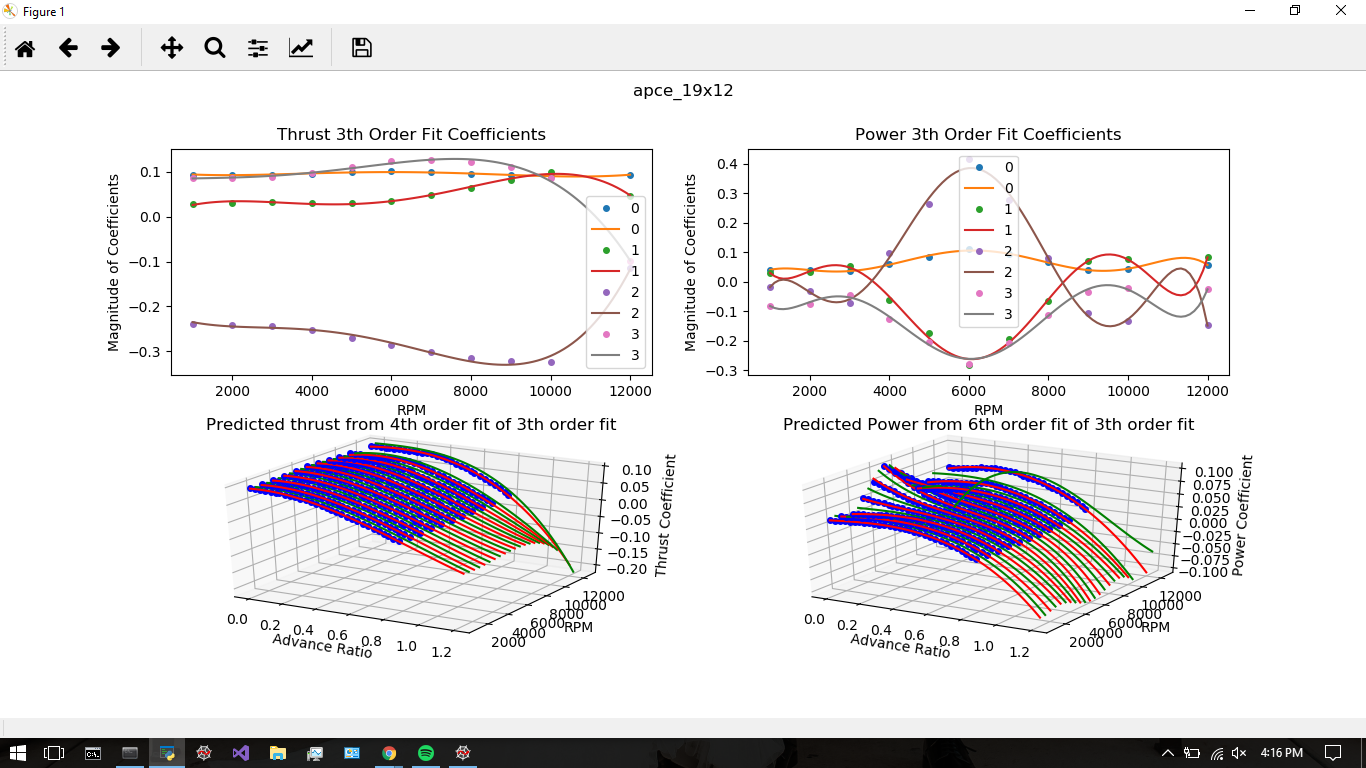 Figure 1
apce_19x12
Thrust 3th Order Fit Coefficients
Magnitude of Coefficients
0.1
0.0
−0.1
−0.2
−0.3
2000 4000 6000 8000 10000 12000
RPM
0
0
1
1
2
2
3
3
Power 3th Order Fit Coefficients
Magnitude of Coefficients
0.4
0.3
0.2
0.1
0.0
−0.1
−0.2
−0.3
2000 4000 6000 8000 10000 12000
RPM
0
0
1
1
2
2
3
3
Predicted thrust from 4th order fit of 3th order fit
0.10
0.05
0.00
−0.05
−0.10
−0.15
−0.20
Thrust Coefficient
0.0 0.2 0.4 0.6 0.8 1.0 1.2
Advance Ratio
2000 4000 6000 8000 10000 12000
RPM
Predicted Power from 6th order fit of 3th order fit
0.100
0.075
0.050
0.025
0.000
−0.025
−0.050
−0.075
−0.100
Power Coefficient
0.0 0.2 0.4 0.6 0.8 1.0 1.2
Advance Ratio
2000 4000 6000 8000 10000 12000
RPM
4:16 PM